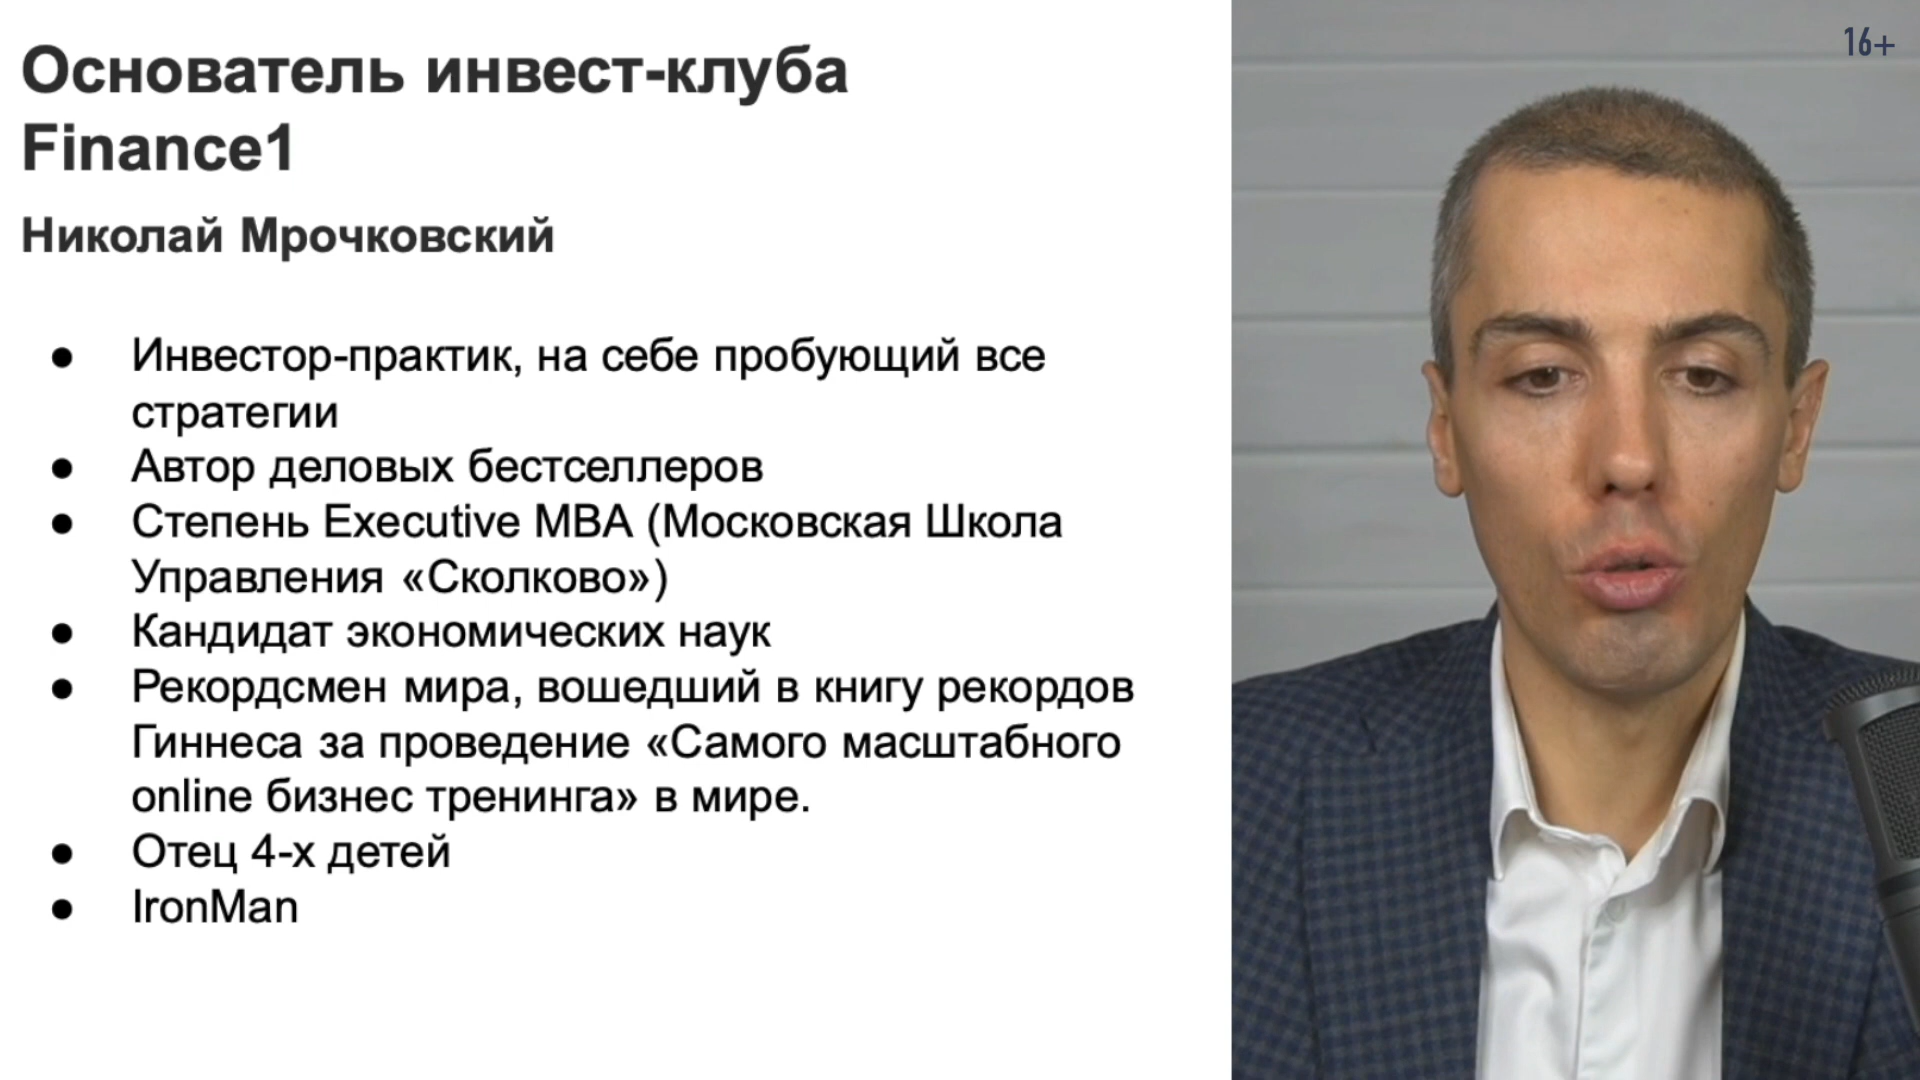 Основатель инвест-клуба
Finance1
Николай Мрочковский
● Инвестор-практик, на себе пробующий все
стратегии
● Автор деловых бестселлеров
● Степень Executive MBA (Московская Школа
Управления «Сколково»)
● Кандидат экономических наук
● Рекордсмен мира, вошедший в книгу рекордов
Гиннеса за проведение «Самого масштабного
online бизнес тренинга» в мире.
● Отец 4-х детей
● IronMan
16+